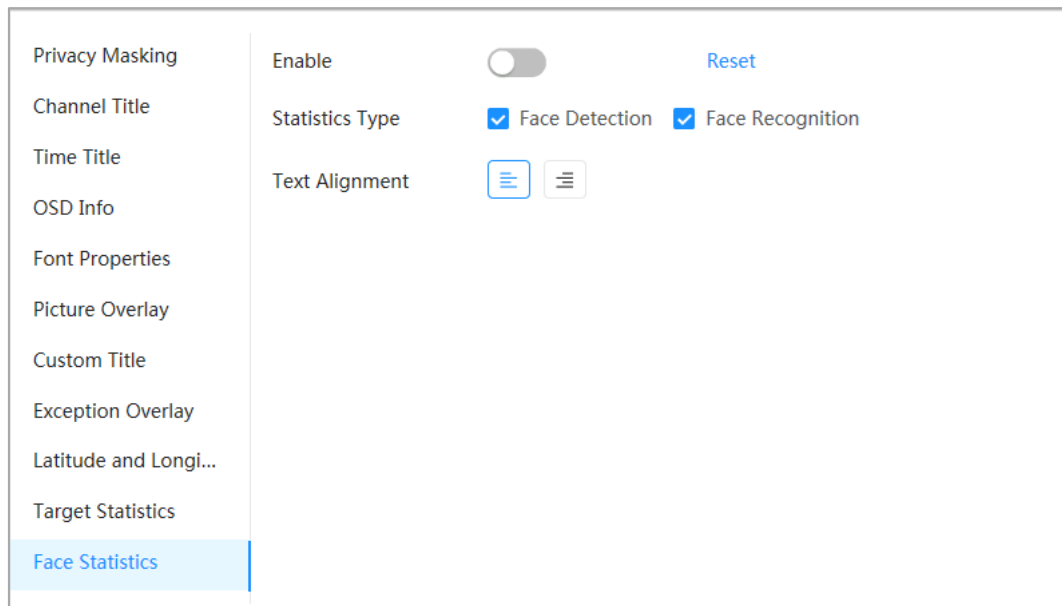 Privacy Masking
Channel Title
Time Title
OSD Info
Font Properties
Picture Overlay
Custom Title
Exception Overlay
Latitude and Longi...
Target Statistics
Face Statistics
Enable Reset
Statistics Type Face Detection Face Recognition
Text Alignment